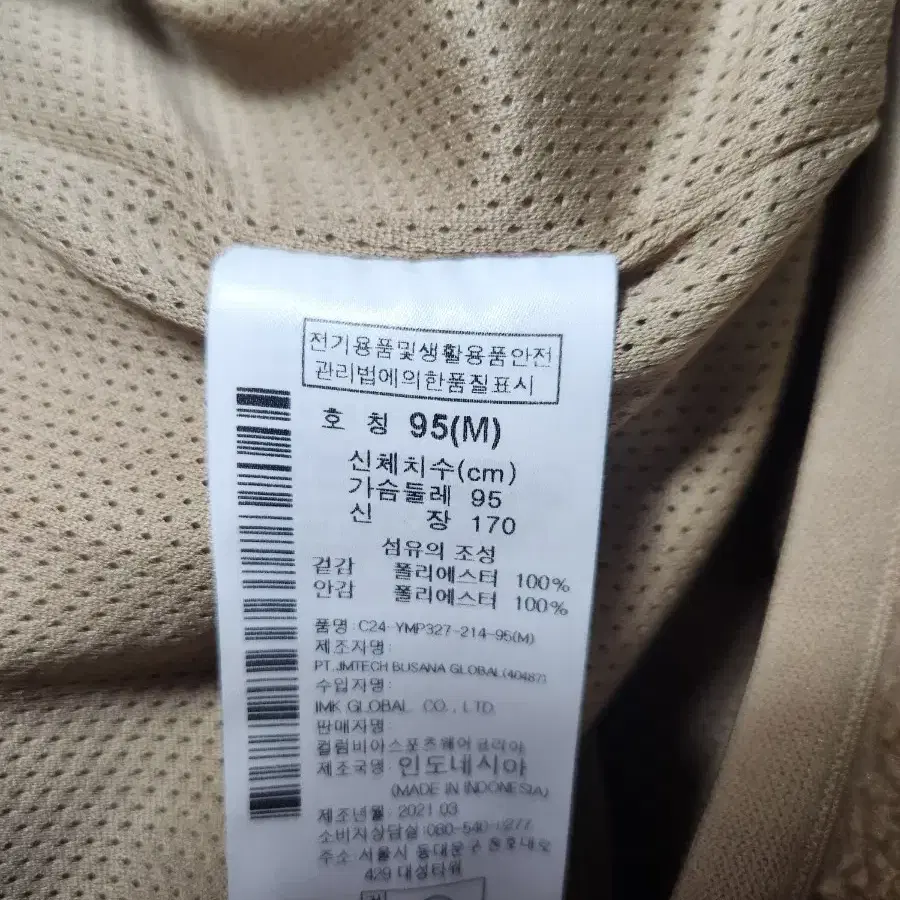 전기용품및생활용품안전
관리법에의한품질표시
호 칭 95(M)
신체치수(cm)
가슴둘레 95
신 장 170
섬유의 조성
겉감 폴리에스터 100%
안감 폴리에스터 100%
품명 : C24-YMP327-214-95(M)
제조자명 :
PT.JMTECH BUSANA GLOBAL(40487)
수입자명 :
IMK GLOBAL CO., LTD.
판매자명 :
컬럼비아스포츠웨어코리아
제조국명 : 인도네시아
(MADE IN INDONESIA)
제조년월 : 2021.03
소비자상담실 : 080-540-
주소 : 서울시 동대문구
429 대성타워